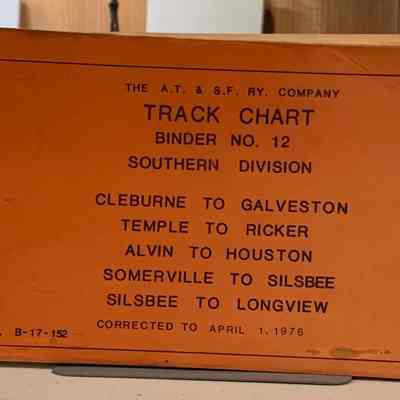 THE A.T. & S.F. RY. COMPANY
TRACK CHART
BINDER NO. 12
SOUTHERN DIVISION
CLEBURNE TO GALVESTON
TEMPLE TO RICKER
ALVIN TO HOUSTON
SOMERVILLE TO SILSBEE
SILSBEE TO LONGVIEW
B-17-152
CORRECTED TO APRIL 1, 1976